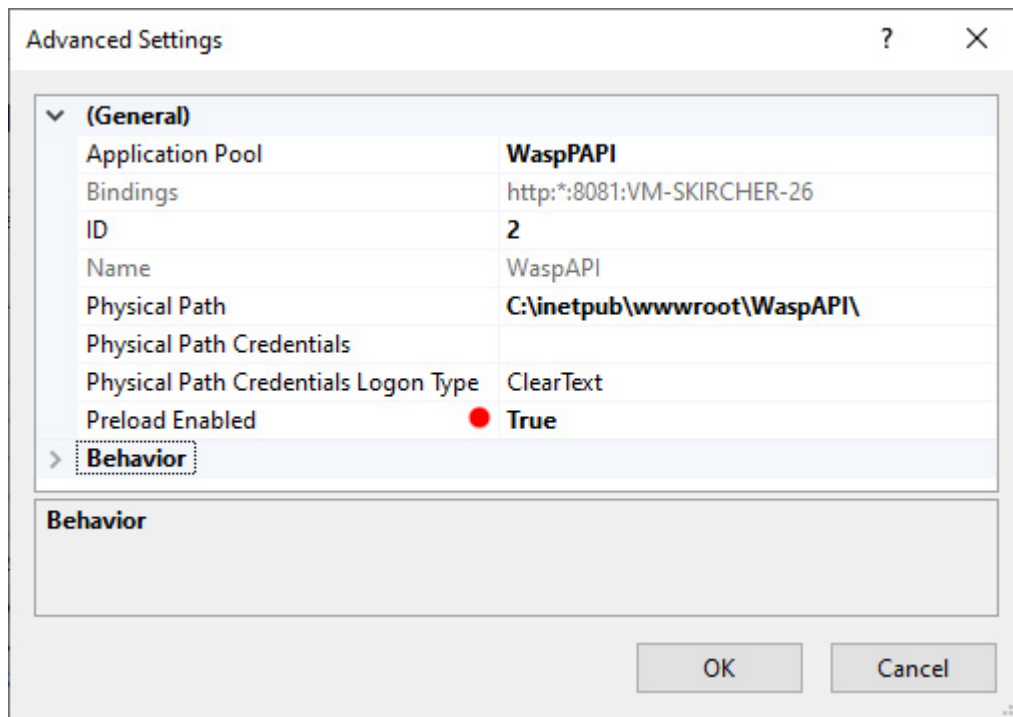 Advanced Settings ?
(General)
Application Pool WaspPAPI
Bindings http:*:8081:VM-SKIRCHER-26
ID 2
Name WaspAPI
Physical Path C:\inetpub\wwwroot\WaspAPI\
Physical Path Credentials
Physical Path Credentials Logon Type ClearText
Preload Enabled True
Behavior
Behavior
OK Cancel